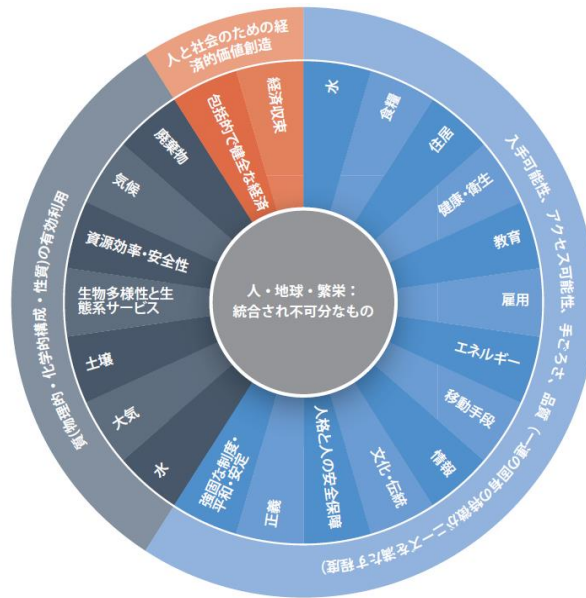 人と社会のための経
済的価値創造
入手可能性、アクセス可能性、手ごろさ、品質（一連の固有の特徴がニーズを満たす程度）
質(物理的・化学的構成・性質)の有効利用
水
食糧
住居
健康・衛生
教育
雇用
エネルギー
移動手段
情報
文化・伝統
人格と人の安全保障
正義
強固な制度・
平和・安定
水
大気
土壌
生物多様性と生
態系サービス
資源効率・安全性
気候
廃棄物
包括的で健全な経済
経済収束
人・地球・繁栄：
統合され不可分なもの